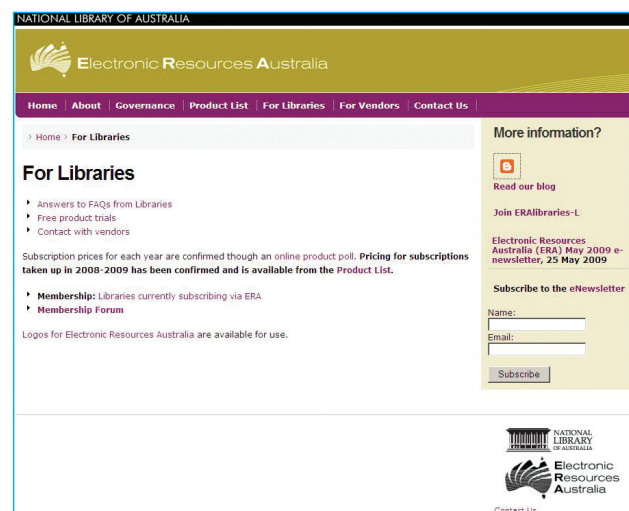 NATIONAL LIBRARY OF AUSTRALIA
Electronic Resources Australia
Home | About | Governance | Product List | For Libraries | For Vendors | Contact Us |
› Home › For Libraries
For Libraries
Answers to FAQs from Libraries
Free product trials
Contact with vendors
Subscription prices for each year are confirmed though an online product poll. Pricing for subscriptions
taken up in 2008-2009 has been confirmed and is available from the Product List.
Membership: Libraries currently subscribing via ERA
Membership Forum
Logos for Electronic Resources Australia are available for use.
More information?
Read our blog
Join ERAlibraries-L
Electronic Resources
Australia (ERA) May 2009 e-
newsletter, 25 May 2009
Subscribe to the eNewsletter
Name:
Email:
Subscribe
NATIONAL
LIBRARY
OF AUSTRALIA
Electronic
Resources
Australia
Contact Us